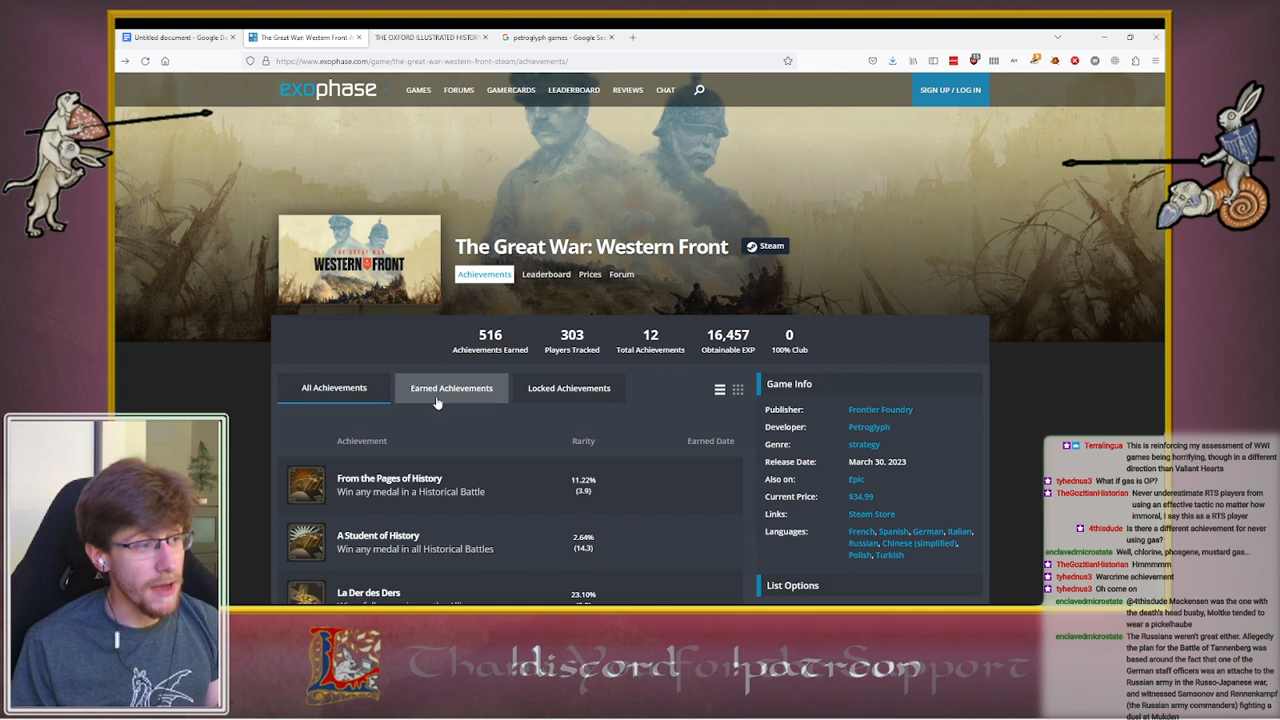 Untitled document - Google D
The Great War: Western Front A
THE OXFORD ILLUSTRATED HISTORY
petroglyph games - Google Sea
https://www.exophase.com/game/the-great-war-western-front-steam/achievements/
exophase
GAMES
FORUMS
GAMERCARDS
LEADERBOARD
REVIEWS
CHAT
SIGN UP / LOG IN
THE GREAT WAR
WESTERN FRONT
The Great War: Western Front
Steam
Achievements
Leaderboard
Prices
Forum
516
Achievements Earned
303
Players Tracked
12
Total Achievements
16,457
Obtainable EXP
0
100% Club
All Achievements
Earned Achievements
Locked Achievements
Achievement
Rarity
Earned Date
From the Pages of History
Win any medal in a Historical Battle
11.22%
(3.9)
A Student of History
Win any medal in all Historical Battles
2.64%
(14.3)
La Der des Ders
23.10%
Game Info
Publisher: Frontier Foundry
Developer: Petroglyph
Genre: strategy
Release Date: March 30, 2023
Also on: Epic
Current Price: $34.99
Links: Steam Store
Languages: French, Spanish, German, Italian,
Russian, Chinese (simplified),
Polish, Turkish
List Options
Terralingua This is reinforcing my assessment of WWI
games being horrifying, though in a different
direction than Valiant Hearts
tyhednus3 What if gas is OP?
TheGozitianHistorian Never underestimate RTS players from
using an effective tactic no matter how
immoral, I say this as a RTS player
4thisdude Is there a different achievement for never
using gas?
enclavedmicrostate Well, chlorine, phosgene, mustard gas...
TheGozitianHistorian Hmmmmm
tyhednus3 Warcrime achievement
tyhednus3 Oh come on
enclavedmicrostate @4thisdude Mackensen was the one with
the death's head busby, Moltke tended to
wear a pickelhaube
enclavedmicrostate The Russians weren't great either. Allegedly
the plan for the Battle of Tannenberg was
based around the fact that one of the
German staff officers was an attache to the
Russian army in the Russo-Japanese war,
and witnessed Samsonov and Rennenkampf
(the Russian army commanders) fighting a
duel at Mukden